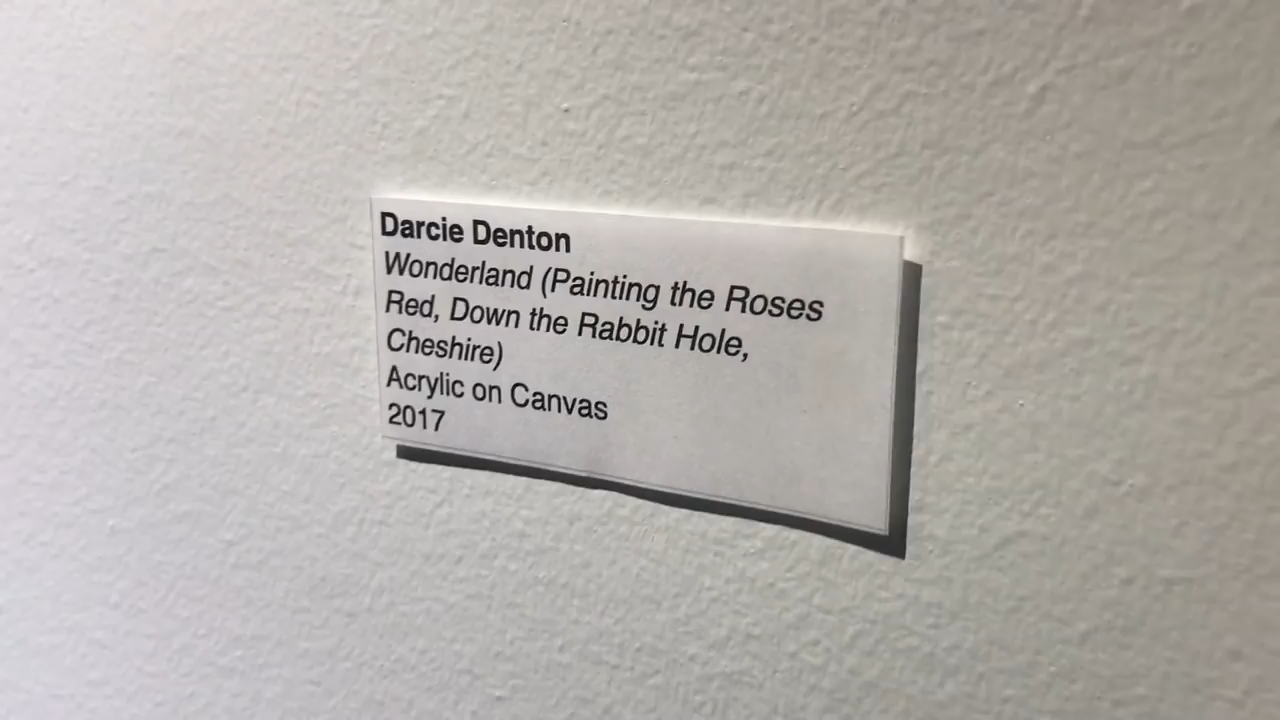 Darcie Denton
Wonderland (Painting the Roses
Red, Down the Rabbit Hole,
Cheshire)
Acrylic on Canvas
2017